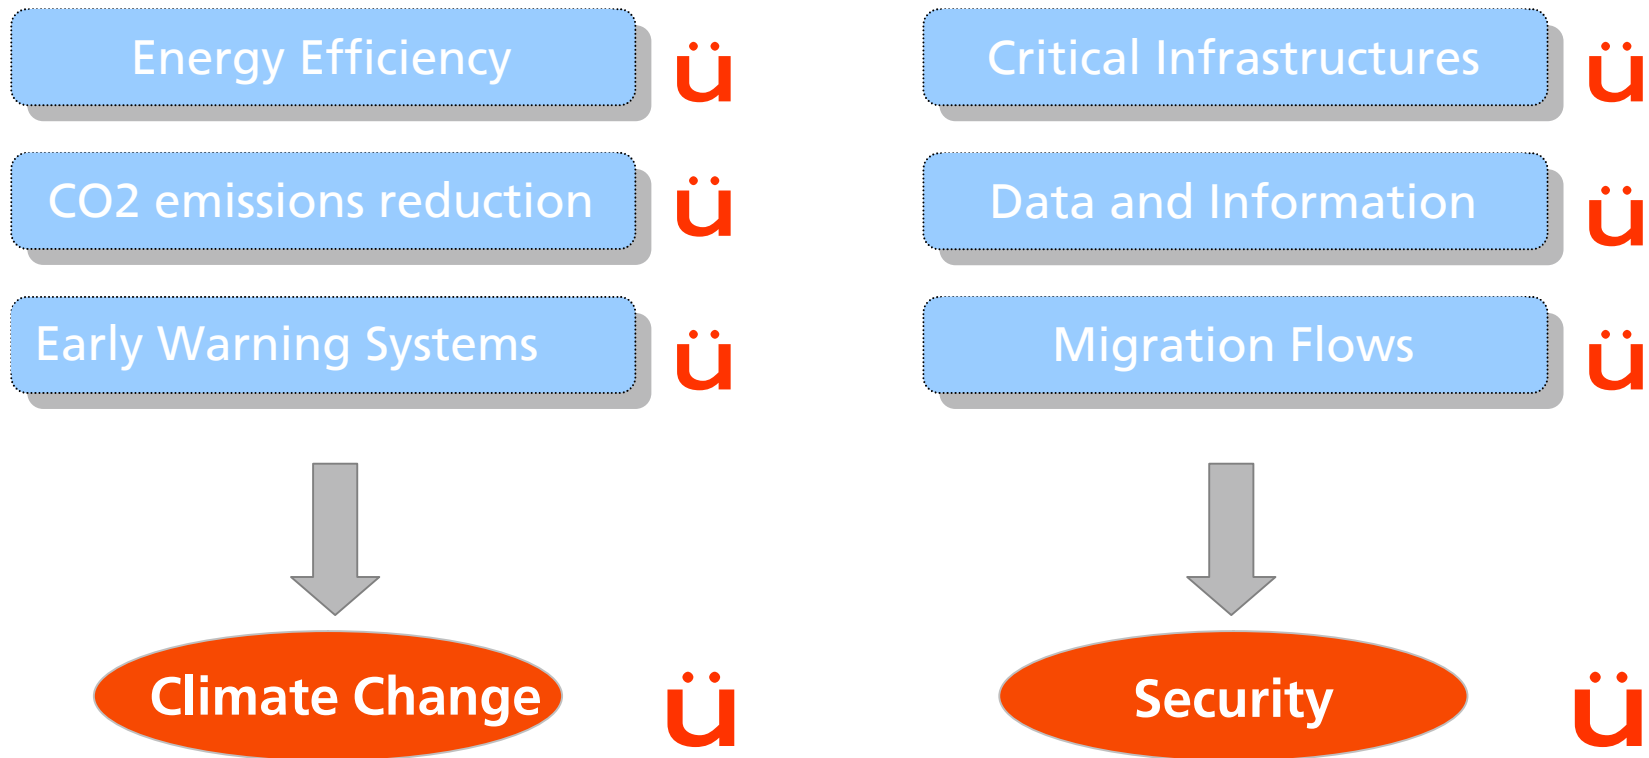 Energy Efficiency ü
CO2 emissions reduction ü
Early Warning Systems ü
Climate Change ü
Critical Infrastructures ü
Data and Information ü
Migration Flows ü
Security ü